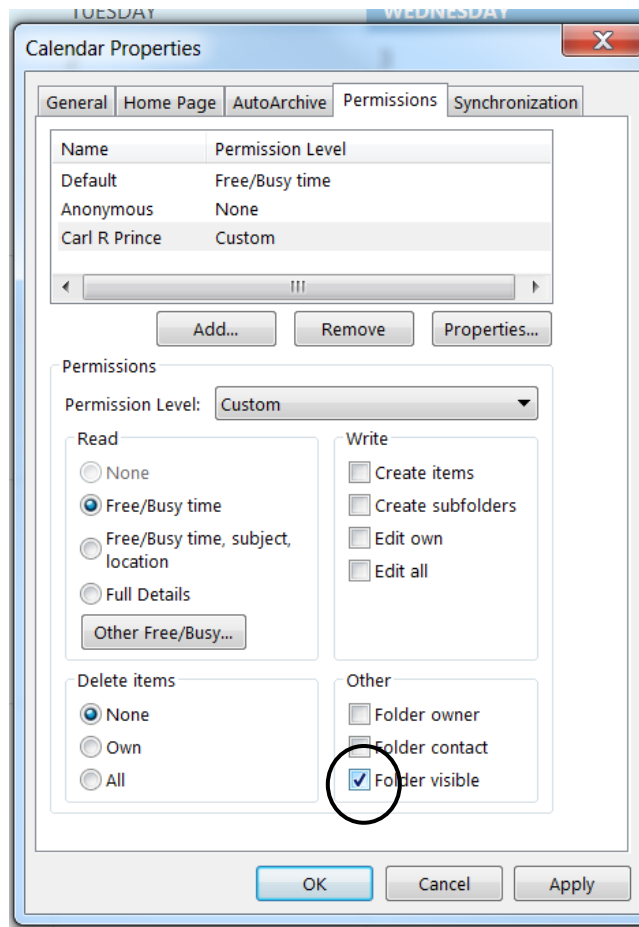 TUESDAY WEDNESDAY
Calendar Properties
General Home Page AutoArchive Permissions Synchronization
Name Permission Level
Default Free/Busy time
Anonymous None
Carl R Prince Custom
Add... Remove Properties...
Permissions
Permission Level: Custom
Read
None
Free/Busy time
Free/Busy time, subject,
location
Full Details
Other Free/Busy...
Write
Create items
Create subfolders
Edit own
Edit all
Delete items
None
Own
All
Other
Folder owner
Folder contact
Folder visible
OK Cancel Apply